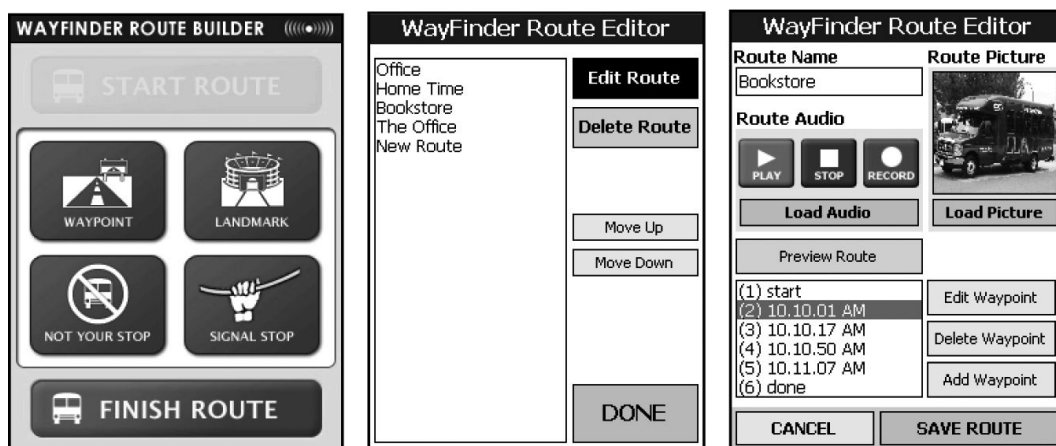 WAYFINDER ROUTE BUILDER
START ROUTE
WAYPOINT
LANDMARK
NOT YOUR STOP
SIGNAL STOP
FINISH ROUTE
WayFinder Route Editor
Office
Home Time
Bookstore
The Office
New Route
Edit Route
Delete Route
Move Up
Move Down
DONE
WayFinder Route Editor
Route Name
Bookstore
Route Picture
Route Audio
PLAY
STOP
RECORD
Load Audio
Load Picture
Preview Route
(1) start
(2) 10.10.01 AM
(3) 10.10.17 AM
(4) 10.10.50 AM
(5) 10.11.07 AM
(6) done
Edit Waypoint
Delete Waypoint
Add Waypoint
CANCEL
SAVE ROUTE